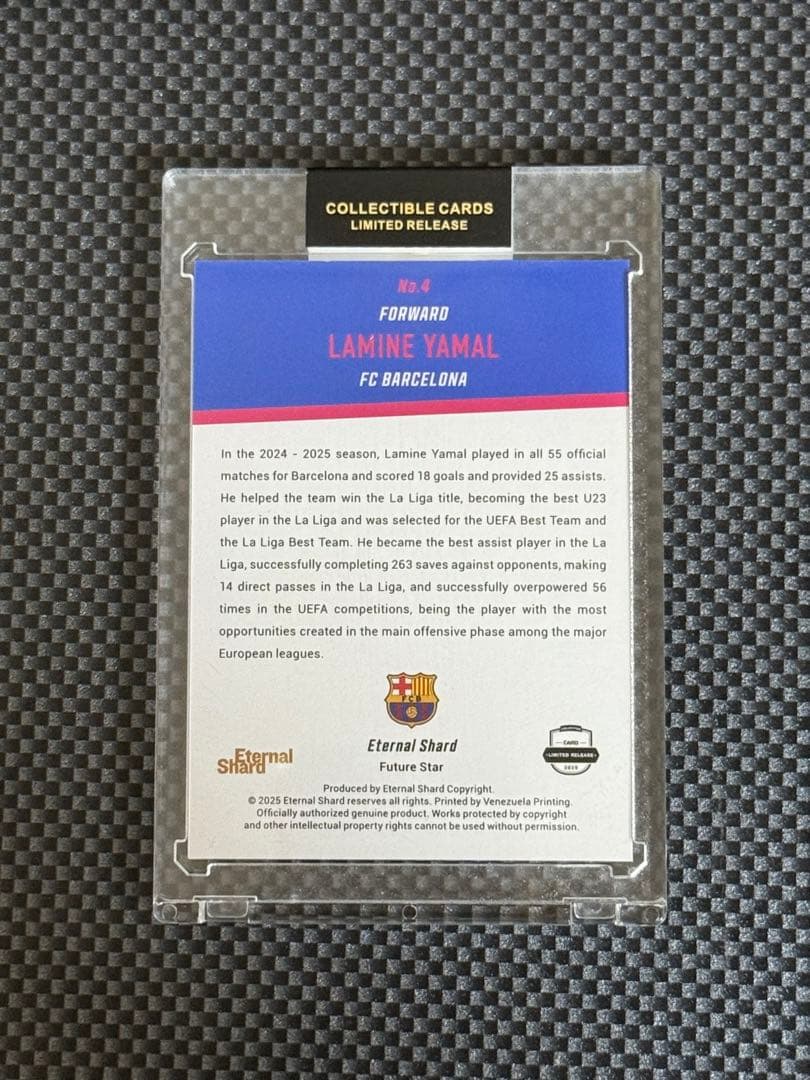 COLLECTIBLE CARDS
LIMITED RELEASE
No.4
FORWARD
LAMINE YAMAL
FC BARCELONA
In the 2024 - 2025 season, Lamine Yamal played in all 55 official
matches for Barcelona and scored 18 goals and provided 25 assists.
He helped the team win the La Liga title, becoming the best U23
player in the La Liga and was selected for the UEFA Best Team and
the La Liga Best Team. He became the best assist player in the La
Liga, successfully completing 263 saves against opponents, making
14 direct passes in the La Liga, and successfully overpowered 56
times in the UEFA competitions, being the player with the most
opportunities created in the main offensive phase among the major
European leagues.
FCB
Eternal Shard
Future Star
Eternal
Shard
CARD
LIMITED RELEASE
2025
Produced by Eternal Shard Copyright.
© 2025 Eternal Shard reserves all rights. Printed by Venezuela Printing.
Officially authorized genuine product. Works protected by copyright
and other intellectual property rights cannot be used without permission.